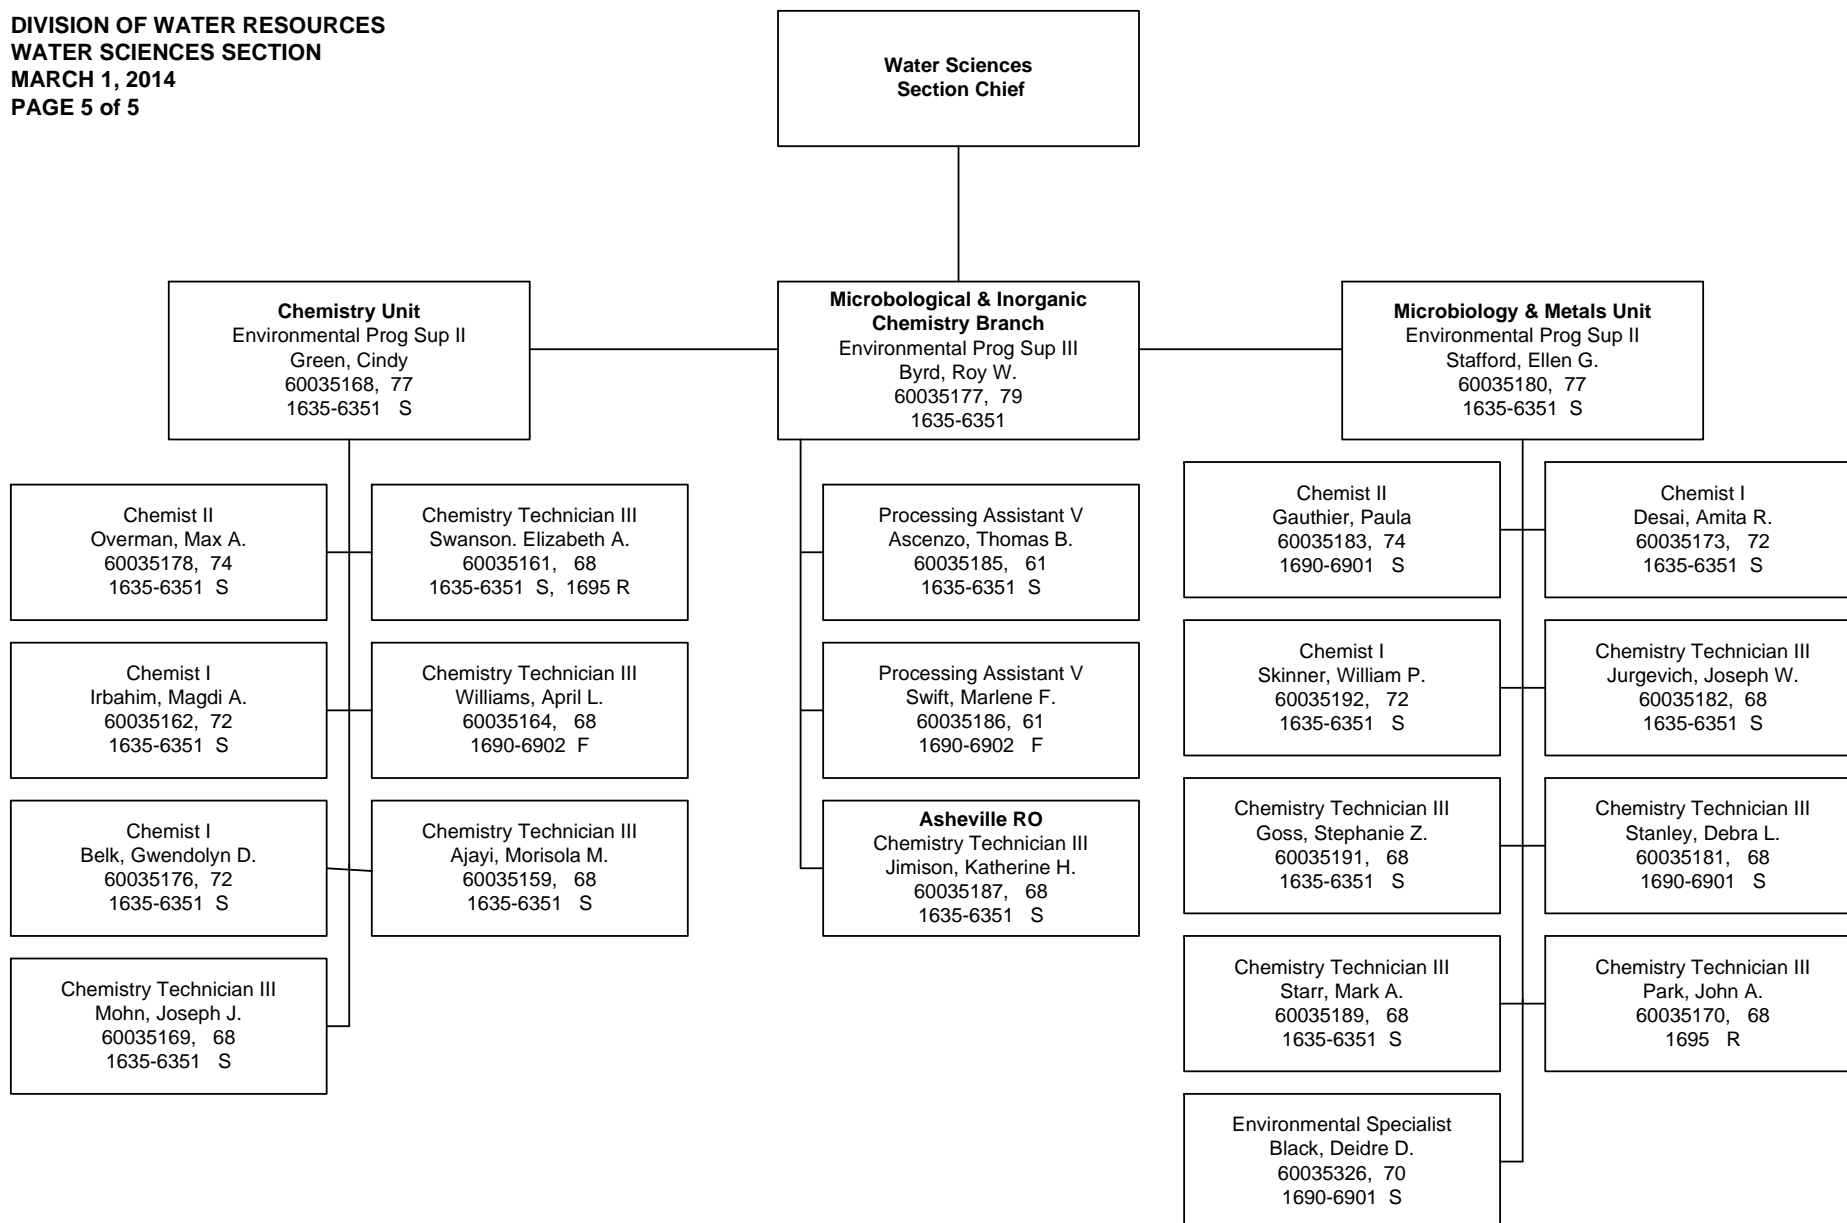 DIVISION OF WATER RESOURCES
WATER SCIENCES SECTION
MARCH 1, 2014
PAGE 5 of 5
Water Sciences
Section Chief
Chemistry Unit
Environmental Prog Sup II
Green, Cindy
60035168, 77
1635-6351 S
Microbological & Inorganic
Chemistry Branch
Environmental Prog Sup III
Byrd, Roy W.
60035177, 79
1635-6351
Microbiology & Metals Unit
Environmental Prog Sup II
Stafford, Ellen G.
60035180, 77
1635-6351 S
Chemist II
Overman, Max A.
60035178, 74
1635-6351 S
Chemistry Technician III
Swanson. Elizabeth A.
60035161, 68
1635-6351 S, 1695 R
Chemist I
Irbahim, Magdi A.
60035162, 72
1635-6351 S
Chemistry Technician III
Williams, April L.
60035164, 68
1690-6902 F
Chemist I
Belk, Gwendolyn D.
60035176, 72
1635-6351 S
Chemistry Technician III
Ajayi, Morisola M.
60035159, 68
1635-6351 S
Chemistry Technician III
Mohn, Joseph J.
60035169, 68
1635-6351 S
Processing Assistant V
Ascenzo, Thomas B.
60035185, 61
1635-6351 S
Processing Assistant V
Swift, Marlene F.
60035186, 61
1690-6902 F
Asheville RO
Chemistry Technician III
Jimison, Katherine H.
60035187, 68
1635-6351 S
Chemist II
Gauthier, Paula
60035183, 74
1690-6901 S
Chemist I
Desai, Amita R.
60035173, 72
1635-6351 S
Chemist I
Skinner, William P.
60035192, 72
1635-6351 S
Chemistry Technician III
Jurgevich, Joseph W.
60035182, 68
1635-6351 S
Chemistry Technician III
Goss, Stephanie Z.
60035191, 68
1635-6351 S
Chemistry Technician III
Stanley, Debra L.
60035181, 68
1690-6901 S
Chemistry Technician III
Starr, Mark A.
60035189, 68
1635-6351 S
Chemistry Technician III
Park, John A.
60035170, 68
1695 R
Environmental Specialist
Black, Deidre D.
60035326, 70
1690-6901 S